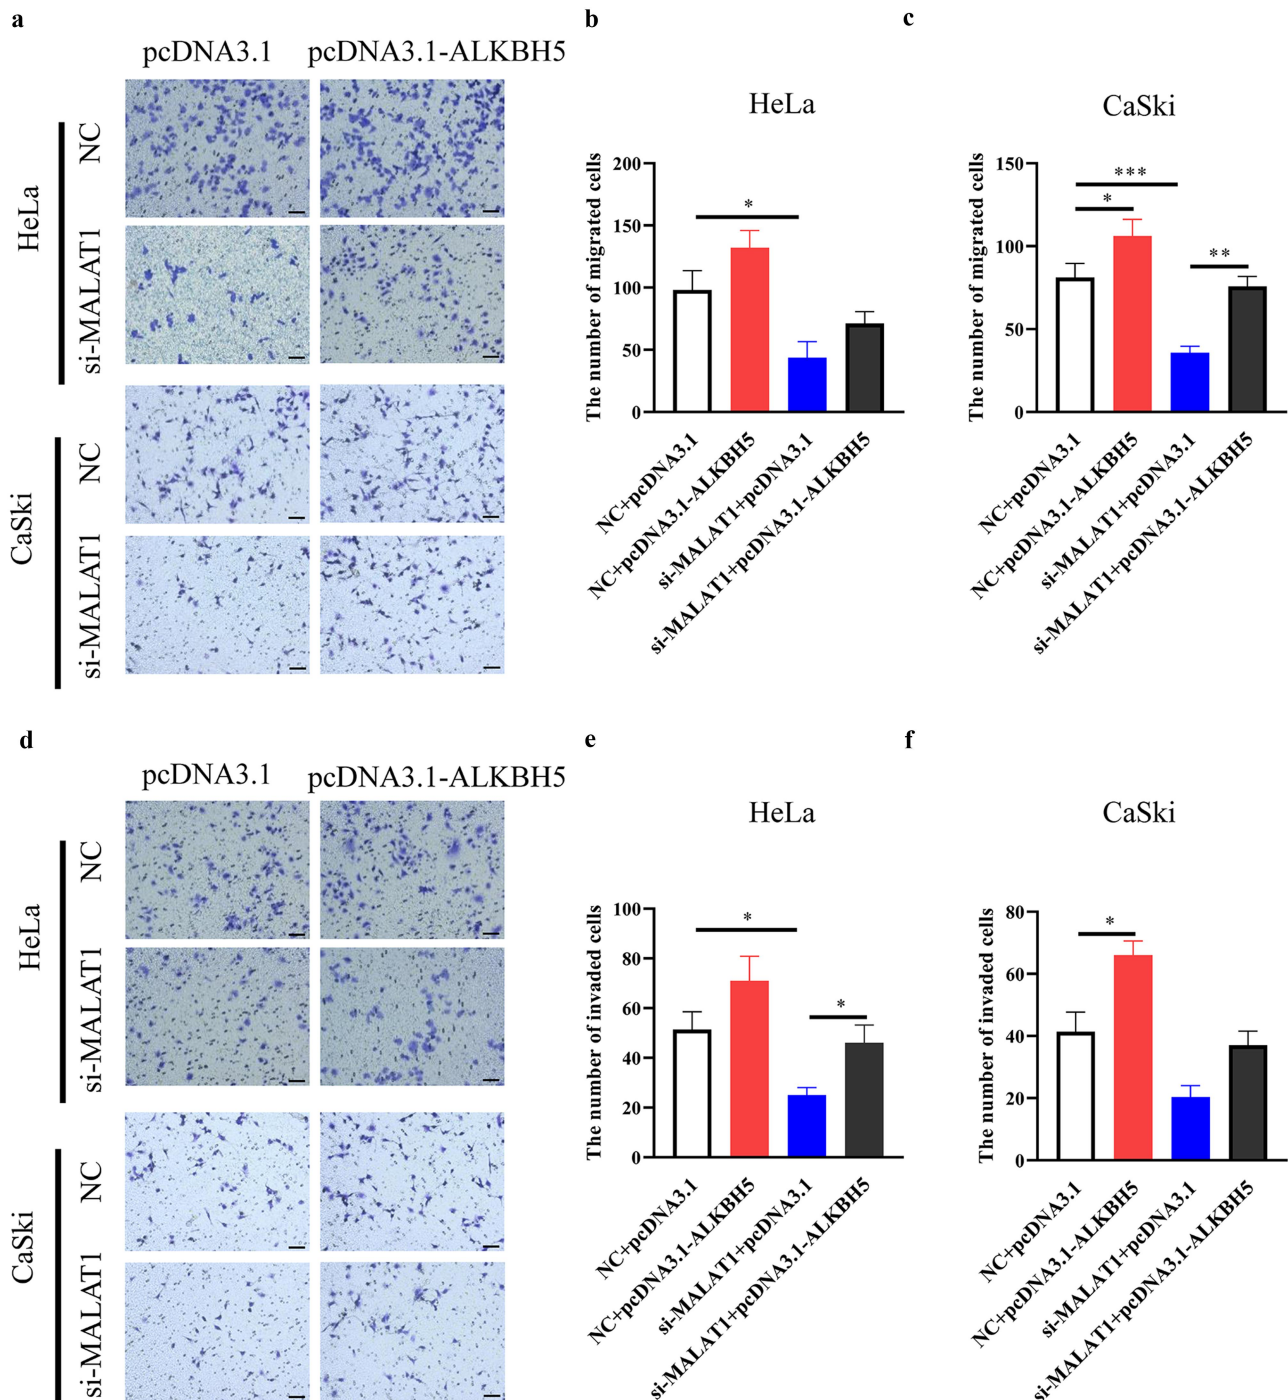 a
pcDNA3.1 pcDNA3.1-ALKBH5
HeLa
NC
si-MALAT1
CaSki
NC
si-MALAT1
b
HeLa
The number of migrated cells
200
150
100
50
0
*
NC+pcDNA3.1
NC+pcDNA3.1-ALKBH5
si-MALAT1+pcDNA3.1
si-MALAT1+pcDNA3.1-ALKBH5
c
CaSki
The number of migrated cells
150
100
50
0
***
*
**
NC+pcDNA3.1
NC+pcDNA3.1-ALKBH5
si-MALAT1+pcDNA3.1
si-MALAT1+pcDNA3.1-ALKBH5
d
pcDNA3.1 pcDNA3.1-ALKBH5
HeLa
NC
si-MALAT1
CaSki
NC
si-MALAT1
e
HeLa
The number of invaded cells
100
80
60
40
20
0
*
*
NC+pcDNA3.1
NC+pcDNA3.1-ALKBH5
si-MALAT1+pcDNA3.1
si-MALAT1+pcDNA3.1-ALKBH5
f
CaSki
The number of invaded cells
80
60
40
20
0
*
NC+pcDNA3.1
NC+pcDNA3.1-ALKBH5
si-MALAT1+pcDNA3.1
si-MALAT1+pcDNA3.1-ALKBH5